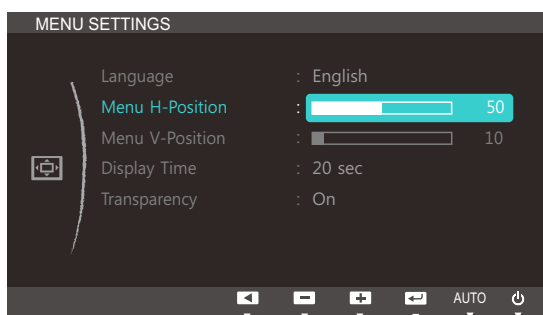 MENU SETTINGS
Language : English
Menu H-Position : 50
Menu V-Position : 10
Display Time : 20 sec
Transparency : On
AUTO